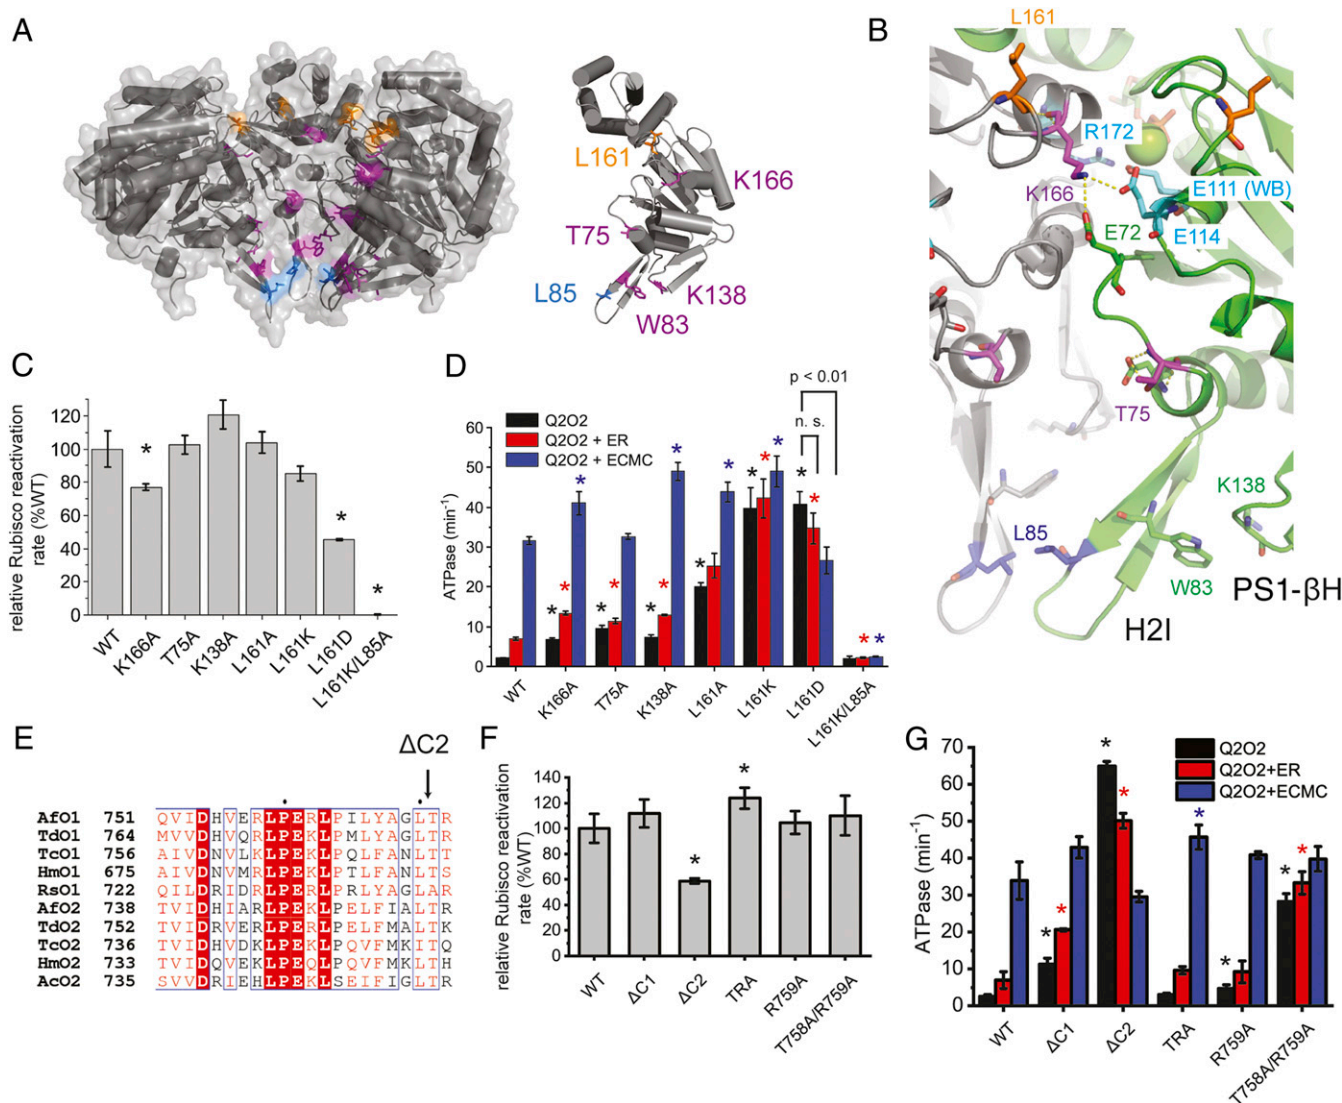 A
L161
K166
T75
L85
K138
W83
B
L161
R172
K166
E111 (WB)
E72
E114
T75
L85
K138
W83
PS1-βH
H2I
C
relative Rubisco reactivation
rate (%WT)
120
100
80
60
40
20
0
*
*
*
WT
K166A
T75A
K138A
L161A
L161K
L161D
L161K/L85A
D
p < 0.01
n. s.
Q2O2
Q2O2 + ER
Q2O2 + ECMC
ATPase (min⁻¹)
60
50
40
30
20
10
0
* * *
* *
* * *
* *
* * *
* *
* *
WT
K166A
T75A
K138A
L161A
L161K
L161D
L161K/L85A
E
ΔC2
AfO1 751 QVIDHVERLPERLPILYAGLTR
TdO1 764 MVVDHVERLPEKLPMLYAGLTR
TcO1 756 AIVDNVLKLPERLPQLFANLTT
HmO1 675 AIVDNVMRLPEKLPTLFANLTS
RsO1 722 QILDRIDRLPERLPRLYAGLAR
AfO2 738 TVIDHIARLPEKLPELFIALTR
TdO2 752 TVIDRVERLPEKLPELFMALTK
TcO2 736 TVIDHVDKLPEKLPQVFMKLTQ
HmO2 733 TVIDQVEKLPEQLPQVFMKLTH
AcO2 735 SVVDRIEHLPEKLSEIFIGLTR
F
relative Rubisco reactivation
rate (%WT)
140
120
100
80
60
40
20
0
*
*
WT
ΔC1
ΔC2
TRA
R759A
T758A/R759A
G
Q2O2
Q2O2+ER
Q2O2+ECMC
ATPase (min⁻¹)
70
60
50
40
30
20
10
0
* *
* *
*
*
* *
WT
ΔC1
ΔC2
TRA
R759A
T758A/R759A